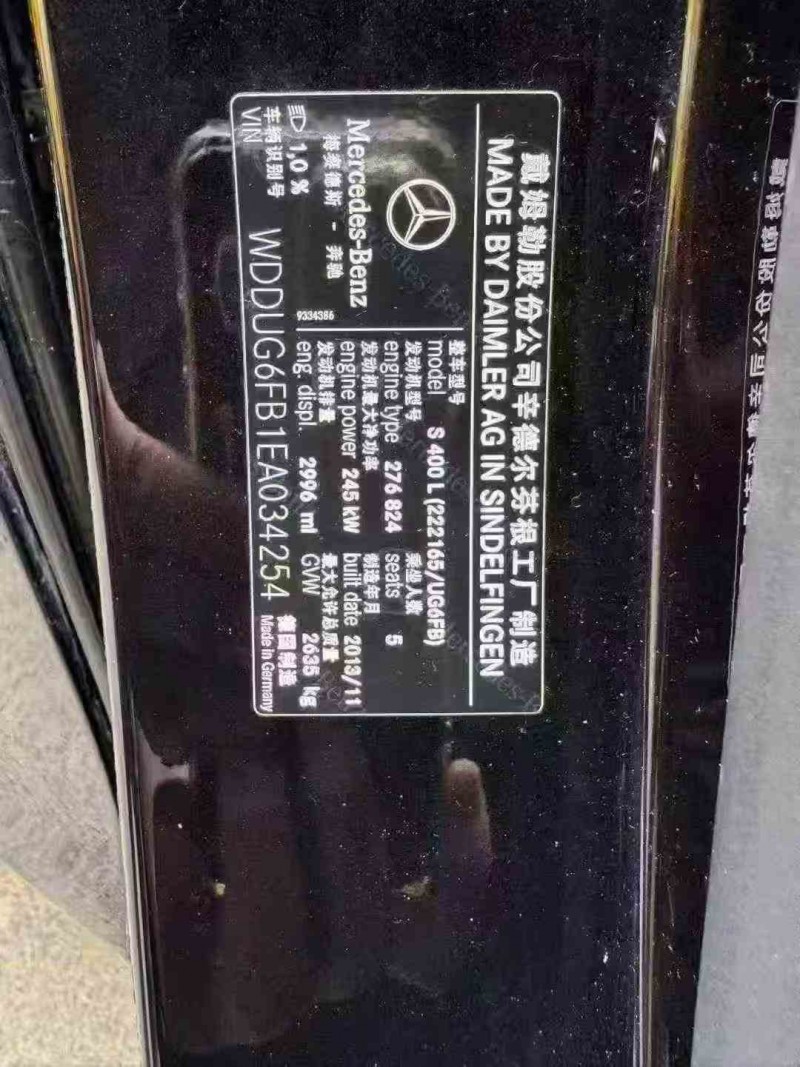 戴姆勒股份公司辛德尔芬根工厂制造
MADE BY DAIMLER AG IN SINDELFINGEN
Mercedes-Benz
梅赛德斯 - 奔驰
1,0 %
9334386
整车型号
model S 400 L (222165/UG6FB)
发动机型号 乘坐人数
engine type 276 824 seats 5
发动机最大净功率 制造年月
engine power 245 kW built date 2013/11
发动机排量 最大允许总质量
eng. displ. 2996 ml GVW 2635 kg
车辆识别号
VIN WDDUG6FB1EA034254
德国制造
Made in Germany